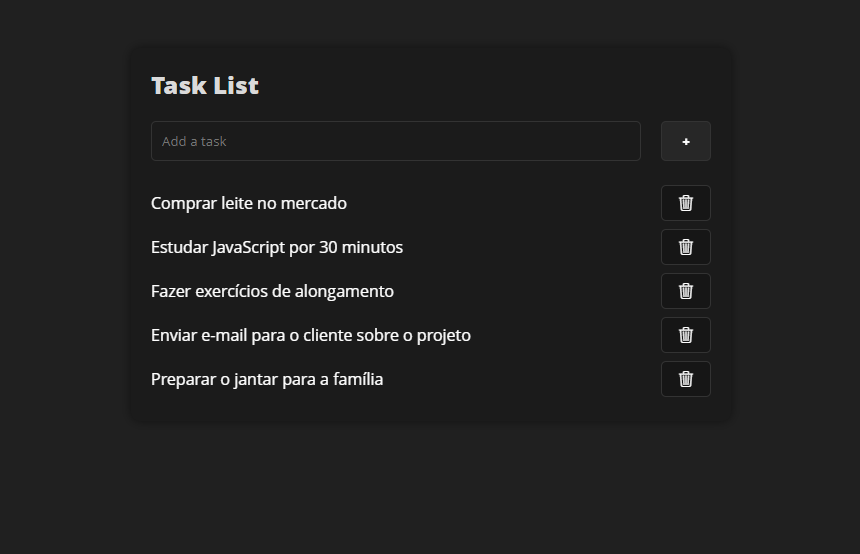 Task List
Add a task
+
Comprar leite no mercado
Estudar JavaScript por 30 minutos
Fazer exercícios de alongamento
Enviar e-mail para o cliente sobre o projeto
Preparar o jantar para a família